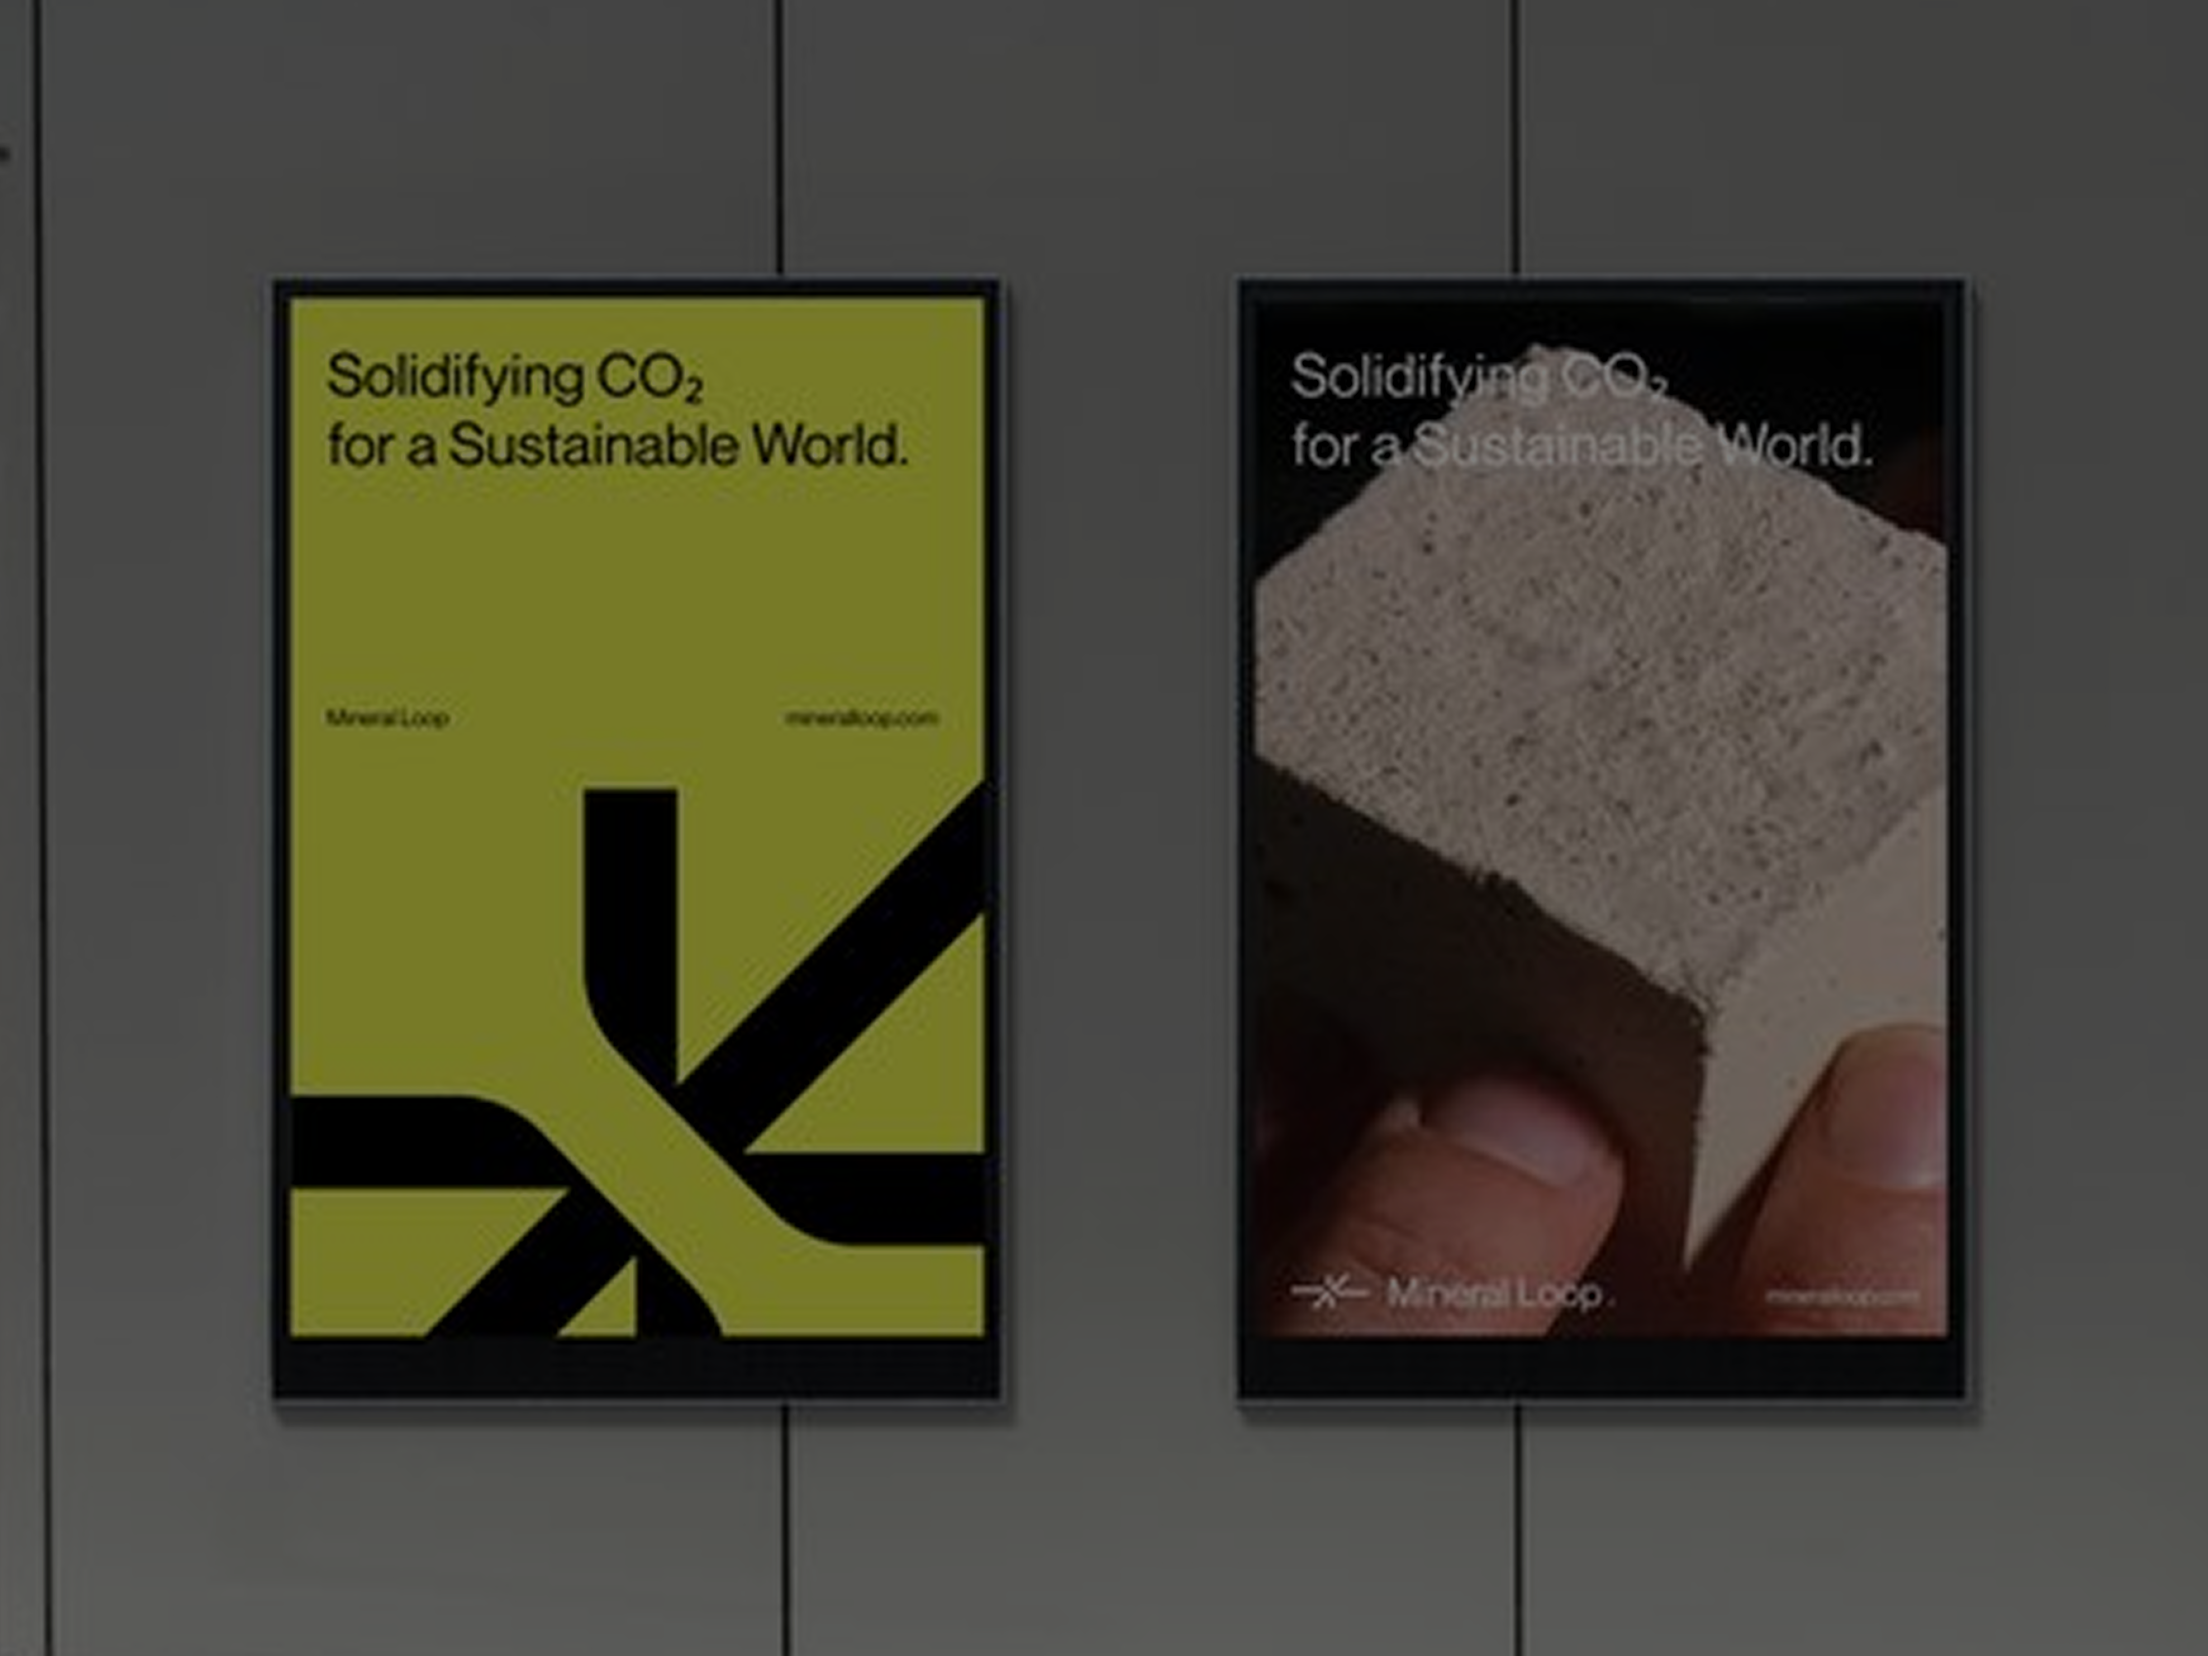 Solidifying CO₂
for a Sustainable World.
Mineral Loop
mineralloop.com
Solidifying CO₂
for a Sustainable World.
Mineral Loop.
mineralloop.com